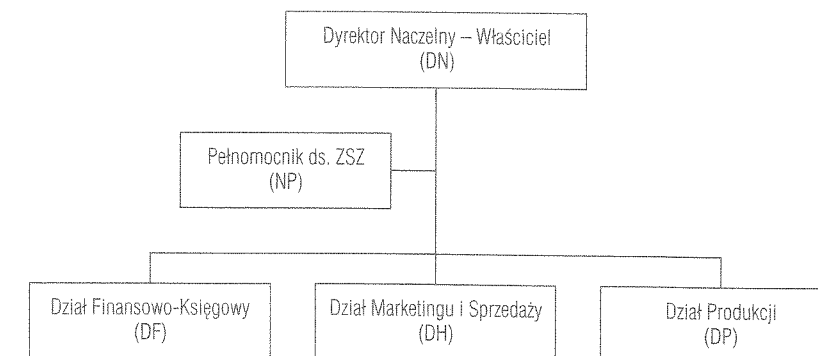 Dyrektor Naczelny – Właściciel
(DN)
Pełnomocnik ds. ZSZ
(NP)
Dział Finansowo-Księgowy
(DF)
Dział Marketingu i Sprzedaży
(DH)
Dział Produkcji
(DP)